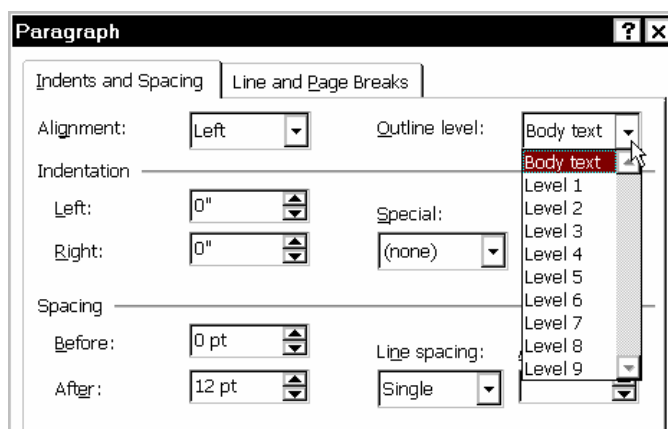 Paragraph
Indents and Spacing Line and Page Breaks
Alignment: Left Outline level: Body text
Body text
Indentation
Level 1
Left: 0" Special: Level 2
Level 3
Right: 0" (none) Level 4
Level 5
Spacing Level 6
Before: 0 pt Level 7
Line spacing: Level 8
After: 12 pt Single Level 9